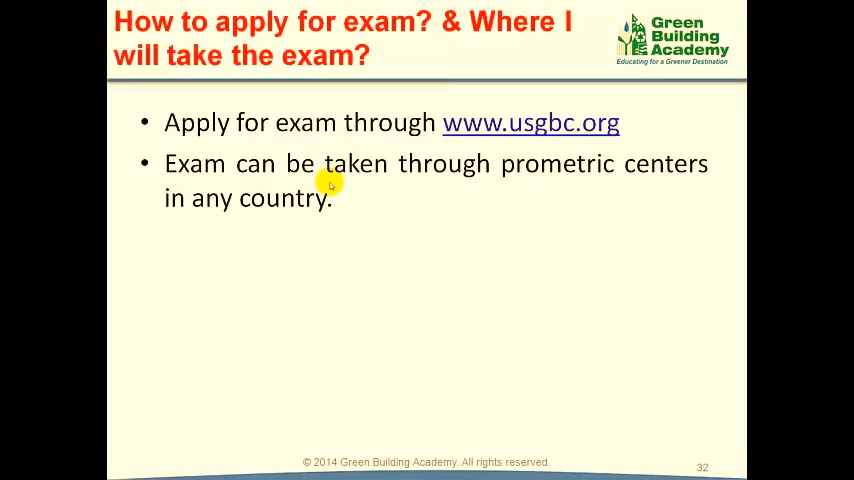 How to apply for exam? & Where I
will take the exam?
Green
Building
Academy
Educating for a Greener Destination
• Apply for exam through www.usgbc.org
• Exam can be taken through prometric centers
in any country.
© 2014 Green Building Academy. All rights reserved.
32